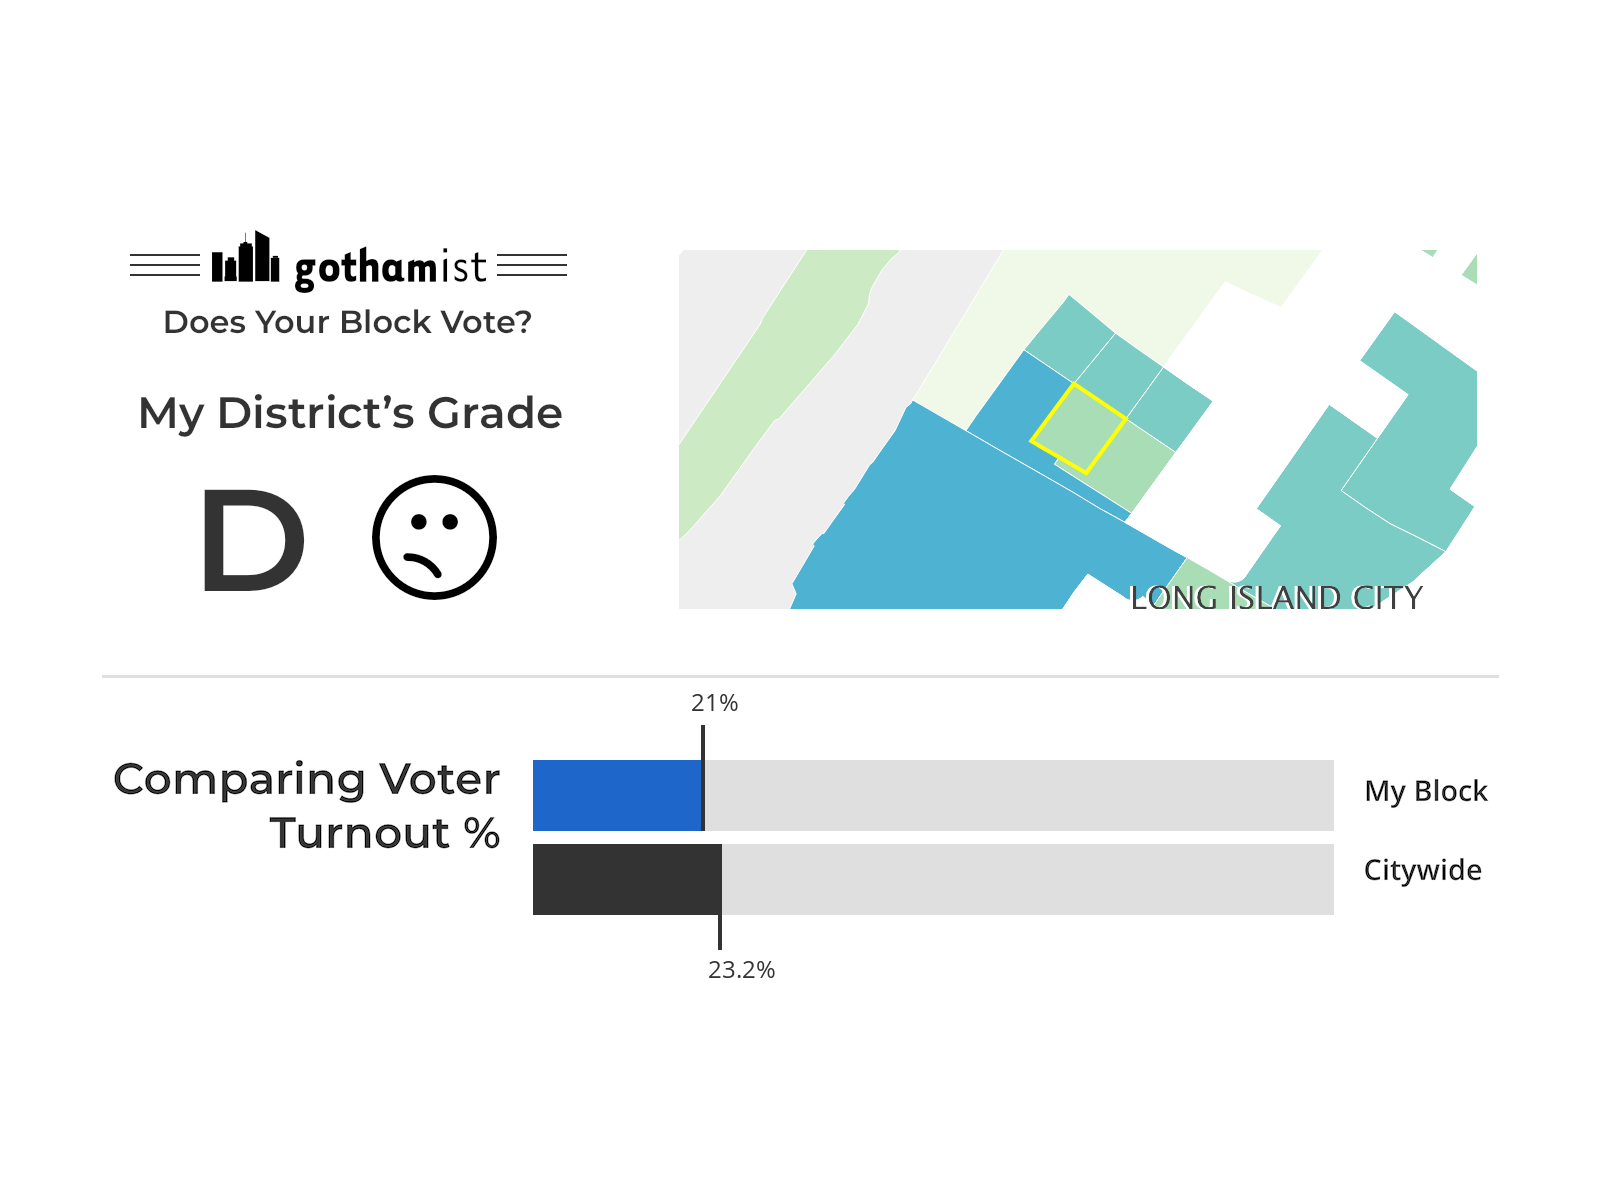 gothamist
Does Your Block Vote?
My District’s Grade
D
LONG ISLAND CITY
21%
Comparing Voter
Turnout %
My Block
Citywide
23.2%